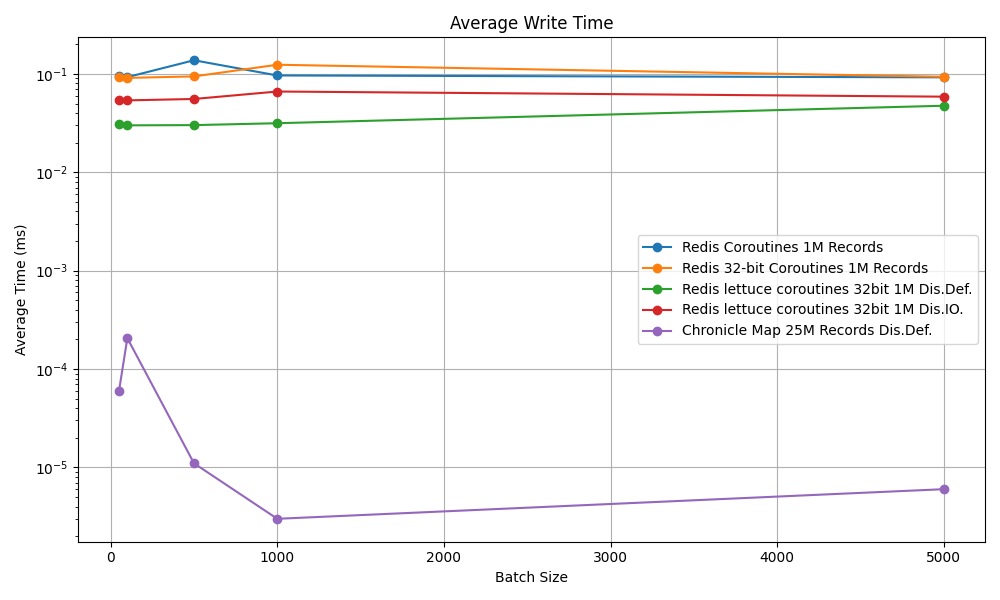 Average Write Time
Average Time (ms)
10⁻¹
10⁻²
10⁻³
10⁻⁴
10⁻⁵
Redis Coroutines 1M Records
Redis 32-bit Coroutines 1M Records
Redis lettuce coroutines 32bit 1M Dis.Def.
Redis lettuce coroutines 32bit 1M Dis.IO.
Chronicle Map 25M Records Dis.Def.
0 1000 2000 3000 4000 5000
Batch Size